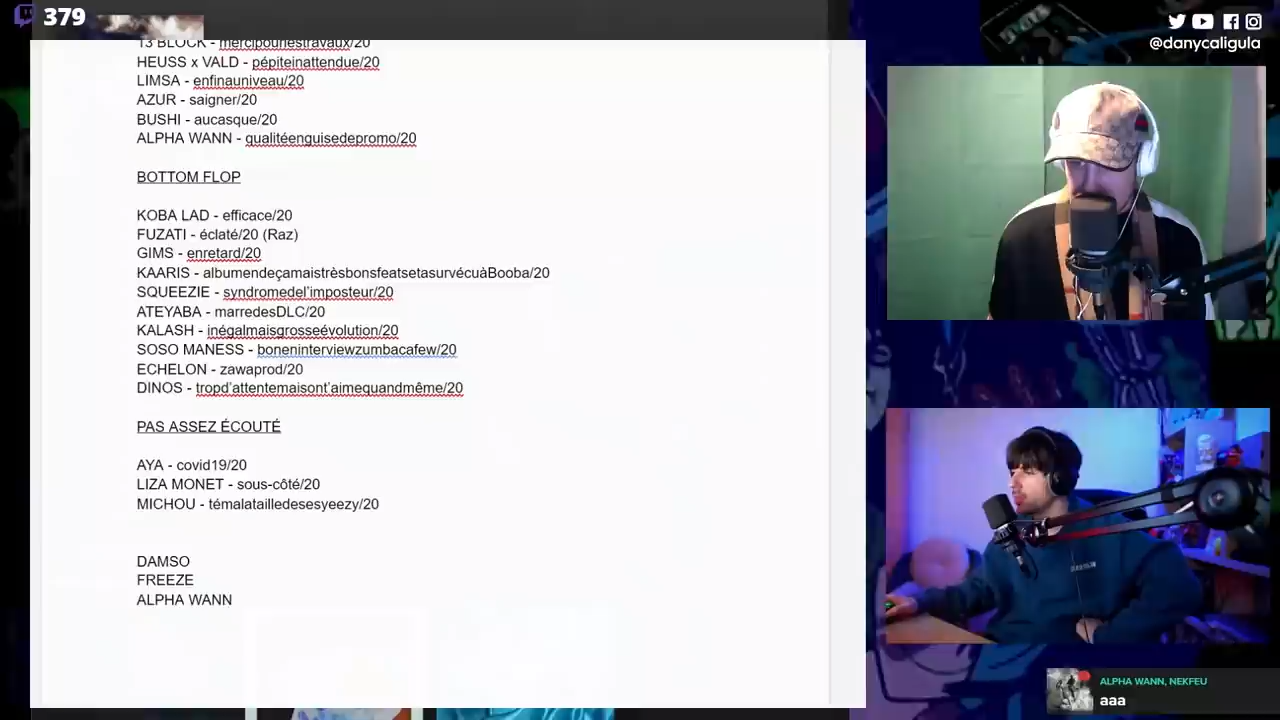 379
@danycaligula
13 BLOCK - mercipourlestravaux/20
HEUSS x VALD - pépiteinattendue/20
LIMSA - enfinauniveau/20
AZUR - saigner/20
BUSHI - aucasque/20
ALPHA WANN - qualitéenguisedepromo/20
BOTTOM FLOP
KOBA LAD - efficace/20
FUZATI - éclaté/20 (Raz)
GIMS - enretard/20
KAARIS - albumendeçamaistrèsbonsfeatsetasurvécuàBooba/20
SQUEEZIE - syndromedel'imposteur/20
ATEYABA - marredesDLC/20
KALASH - inégalmaisgrosseévolution/20
SOSO MANESS - boneninterviewzumbacafew/20
ECHELON - zawaprod/20
DINOS - tropd'attentemaisont'aimequandmême/20
PAS ASSEZ ÉCOUTÉ
AYA - covid19/20
LIZA MONET - sous-côté/20
MICHOU - témalatailledesesyeezy/20
DAMSO
FREEZE
ALPHA WANN
ALPHA WANN, NEKFEU
aaa